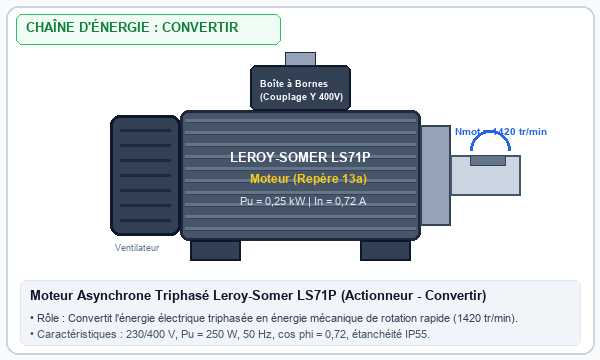 CHAÎNE D'ÉNERGIE : CONVERTIR
Boîte à Bornes
(Couplage Y 400V)
Nmot = 1420 tr/min
LEROY-SOMER LS71P
Moteur (Repère 13a)
Pu = 0,25 kW | In = 0,72 A
Ventilateur
Moteur Asynchrone Triphasé Leroy-Somer LS71P (Actionneur - Convertir)
• Rôle : Convertit l'énergie électrique triphasée en énergie mécanique de rotation rapide (1420 tr/min).
• Caractéristiques : 230/400 V, Pu = 250 W, 50 Hz, cos phi = 0,72, étanchéité IP55.